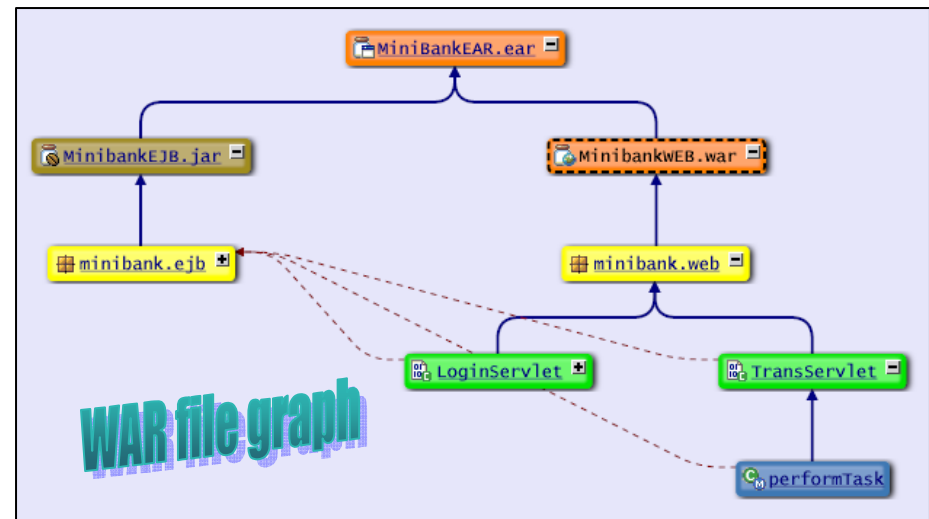 MiniBankEAR.ear
MinibankEJB.jar
MinibankWEB.war
minibank.ejb
minibank.web
LoginServlet
TransServlet
WAR file graph
performTask